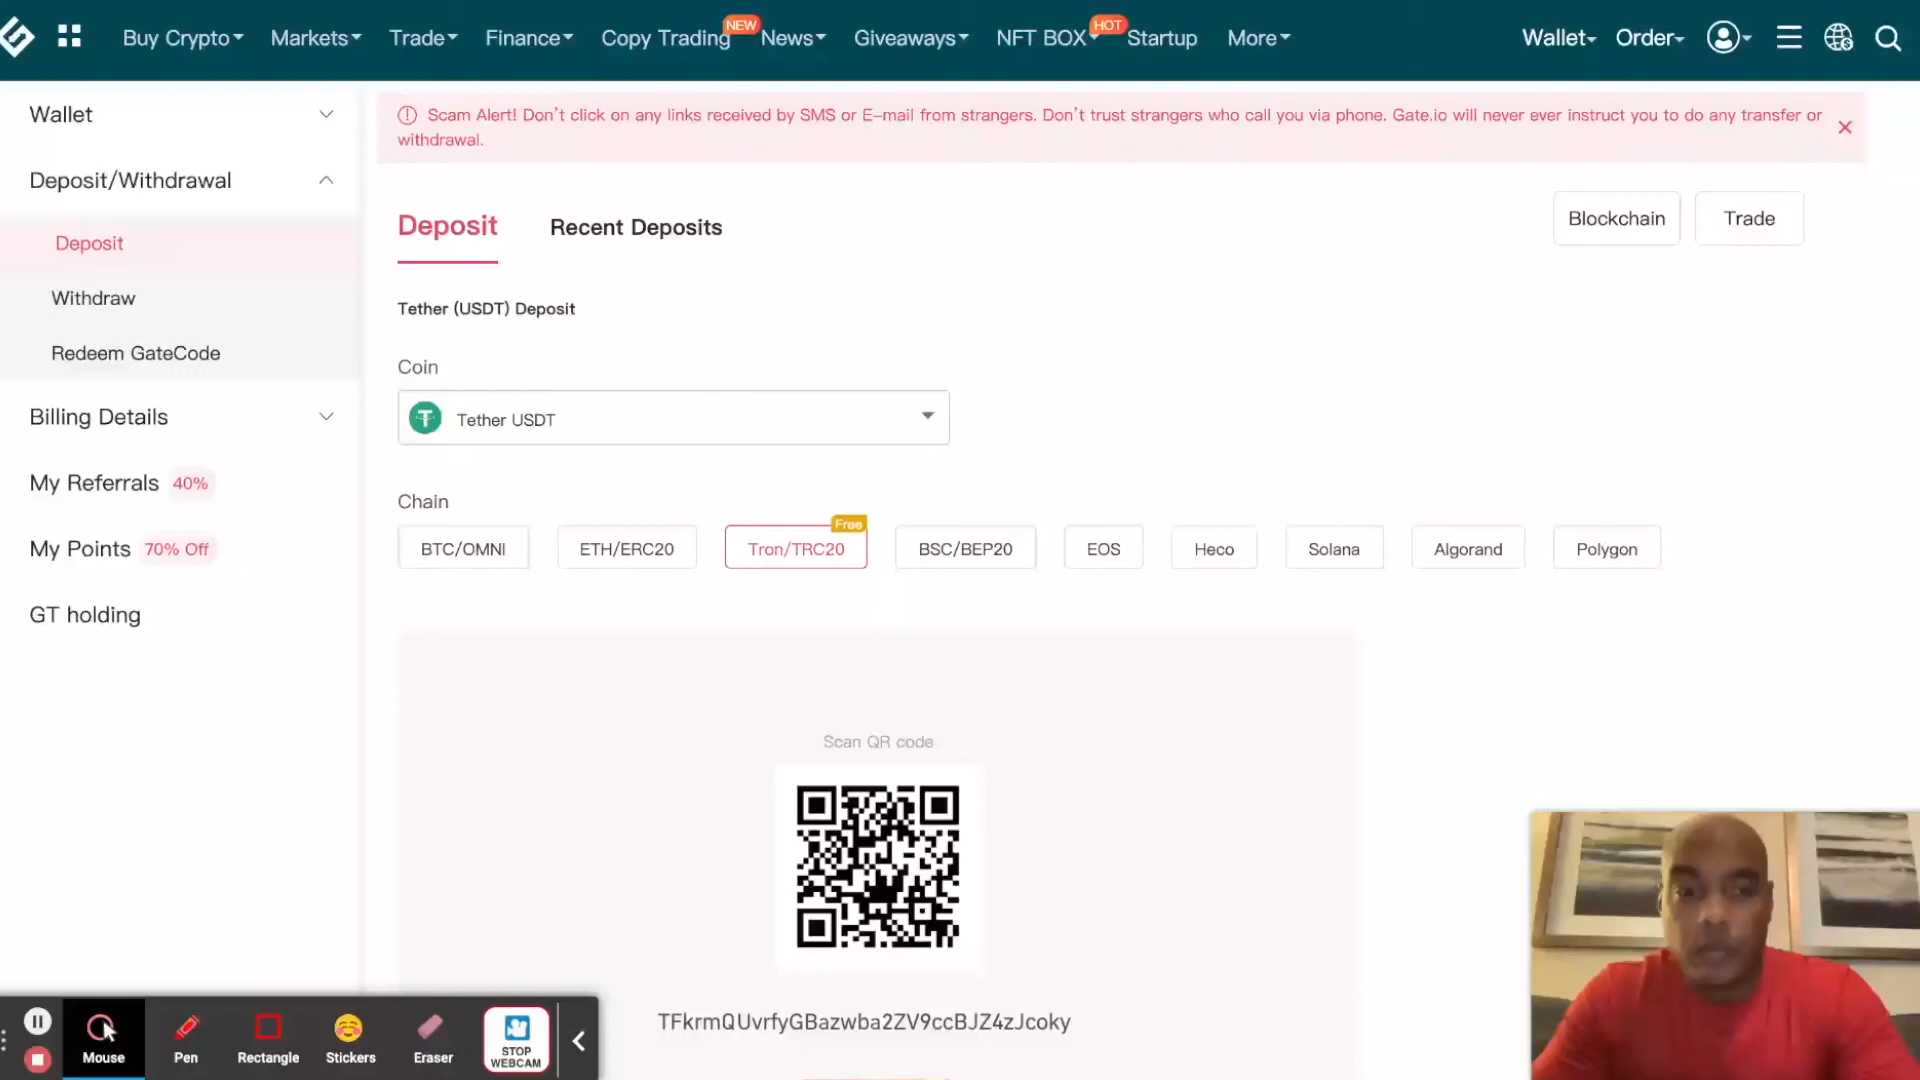 Buy Crypto Markets Trade Finance Copy Trading NEW News Giveaways NFT BOX HOT Startup More Wallet Order
Wallet
Deposit/Withdrawal
Deposit
Withdraw
Redeem GateCode
Billing Details
My Referrals 40%
My Points 70% Off
GT holding
Scam Alert! Don't click on any links received by SMS or E-mail from strangers. Don't trust strangers who call you via phone. Gate.io will never ever instruct you to do any transfer or
withdrawal.
Deposit Recent Deposits
Blockchain Trade
Tether (USDT) Deposit
Coin
Tether USDT
Chain
Free
BTC/OMNI ETH/ERC20 Tron/TRC20 BSC/BEP20 EOS Heco Solana Algorand Polygon
Scan QR code
TFkrmQUvrfyGBazwba2ZV9ccBJZ4zJcoky
Mouse Pen Rectangle Stickers Eraser STOP
WEBCAM